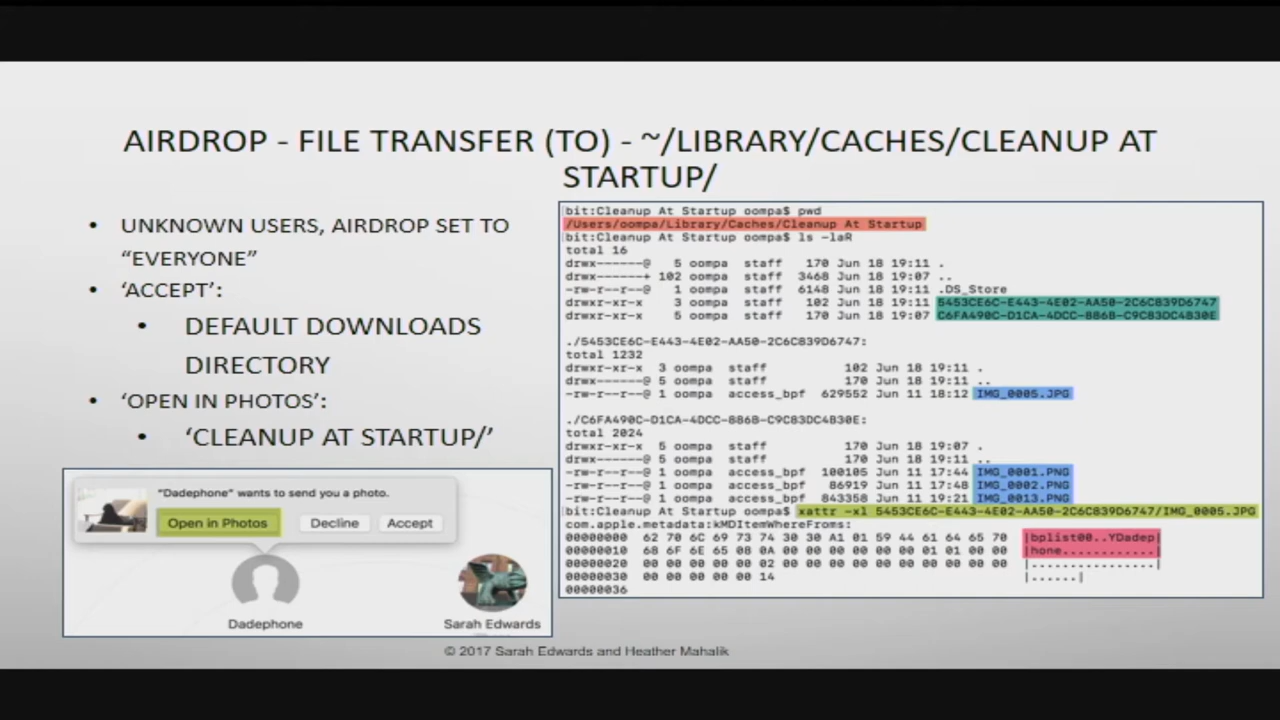 AIRDROP - FILE TRANSFER (TO) - ~/LIBRARY/CACHES/CLEANUP AT
STARTUP/
• UNKNOWN USERS, AIRDROP SET TO
“EVERYONE”
• ‘ACCEPT’:
• DEFAULT DOWNLOADS
DIRECTORY
• ‘OPEN IN PHOTOS’:
• ‘CLEANUP AT STARTUP/’
"Dadephone" wants to send you a photo.
Open in Photos Decline Accept
Dadephone Sarah Edwards
bit:Cleanup At Startup oompa$ pwd
/Users/oompa/Library/Caches/Cleanup At Startup
bit:Cleanup At Startup oompa$ ls -laR
total 16
drwx------@ 5 oompa staff 170 Jun 18 19:11 .
drwx------+ 102 oompa staff 3468 Jun 18 19:07 ..
-rw-r--r--@ 1 oompa staff 6148 Jun 18 19:11 .DS_Store
drwxr-xr-x 3 oompa staff 102 Jun 18 19:11 5453CE6C-E443-4E02-AA50-2C6C839D6747
drwxr-xr-x 5 oompa staff 170 Jun 18 19:07 C6FA490C-D1CA-4DCC-886B-C9C83DC4B30E
./5453CE6C-E443-4E02-AA50-2C6C839D6747:
total 1232
drwxr-xr-x 3 oompa staff 102 Jun 18 19:11 .
drwx------@ 5 oompa staff 170 Jun 18 19:11 ..
-rw-r--r--@ 1 oompa access_bpf 629552 Jun 11 18:12 IMG_0005.JPG
./C6FA490C-D1CA-4DCC-886B-C9C83DC4B30E:
total 2024
drwxr-xr-x 5 oompa staff 170 Jun 18 19:07 .
drwx------@ 5 oompa staff 170 Jun 18 19:11 ..
-rw-r--r--@ 1 oompa access_bpf 100105 Jun 11 17:44 IMG_0001.PNG
-rw-r--r--@ 1 oompa access_bpf 86919 Jun 11 17:48 IMG_0002.PNG
-rw-r--r--@ 1 oompa access_bpf 843358 Jun 11 19:21 IMG_0013.PNG
bit:Cleanup At Startup oompa$ xattr -xl 5453CE6C-E443-4E02-AA50-2C6C839D6747/IMG_0005.JPG
com.apple.metadata:kMDItemWhereFroms:
00000000 62 70 6C 69 73 74 30 30 A1 01 59 44 61 64 65 70 |bplist00..YDadep|
00000010 68 6F 6E 65 08 0A 00 00 00 00 00 00 01 01 00 00 |hone............|
00000020 00 00 00 00 00 02 00 00 00 00 00 00 00 00 00 00 |................|
00000030 00 00 00 00 00 14 |......|
00000036
© 2017 Sarah Edwards and Heather Mahalik